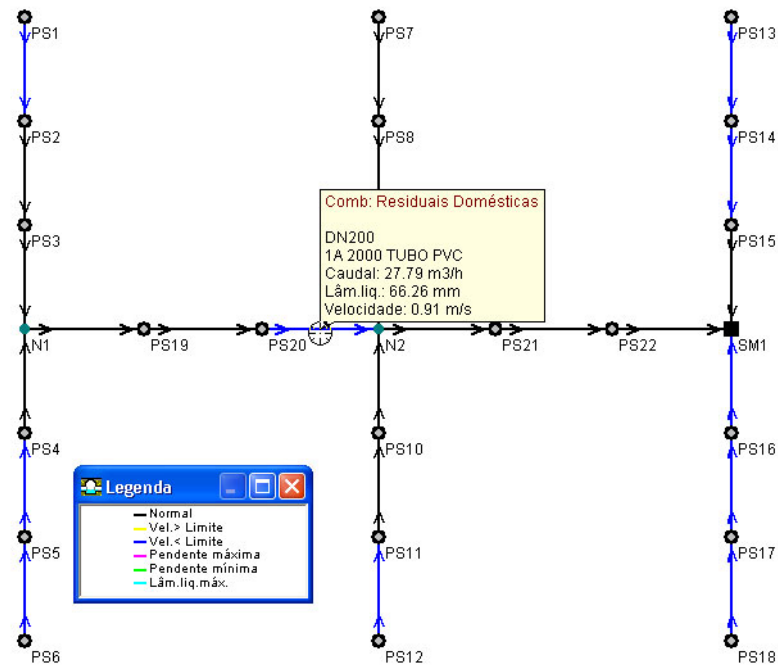 PS1
PS7
PS13
PS2
PS8
PS14
Comb: Residuais Domésticas
DN200
1A 2000 TUBO PVC
Caudal: 27.79 m3/h
Lâm.liq.: 66.26 mm
Velocidade: 0.91 m/s
PS3
PS15
N1
PS19
PS20
N2
PS21
PS22
SM1
PS4
PS10
PS16
Legenda
Normal
Vel.> Limite
Vel.< Limite
Pendente máxima
Pendente mínima
Lâm.liq.máx.
PS5
PS11
PS17
PS6
PS12
PS18